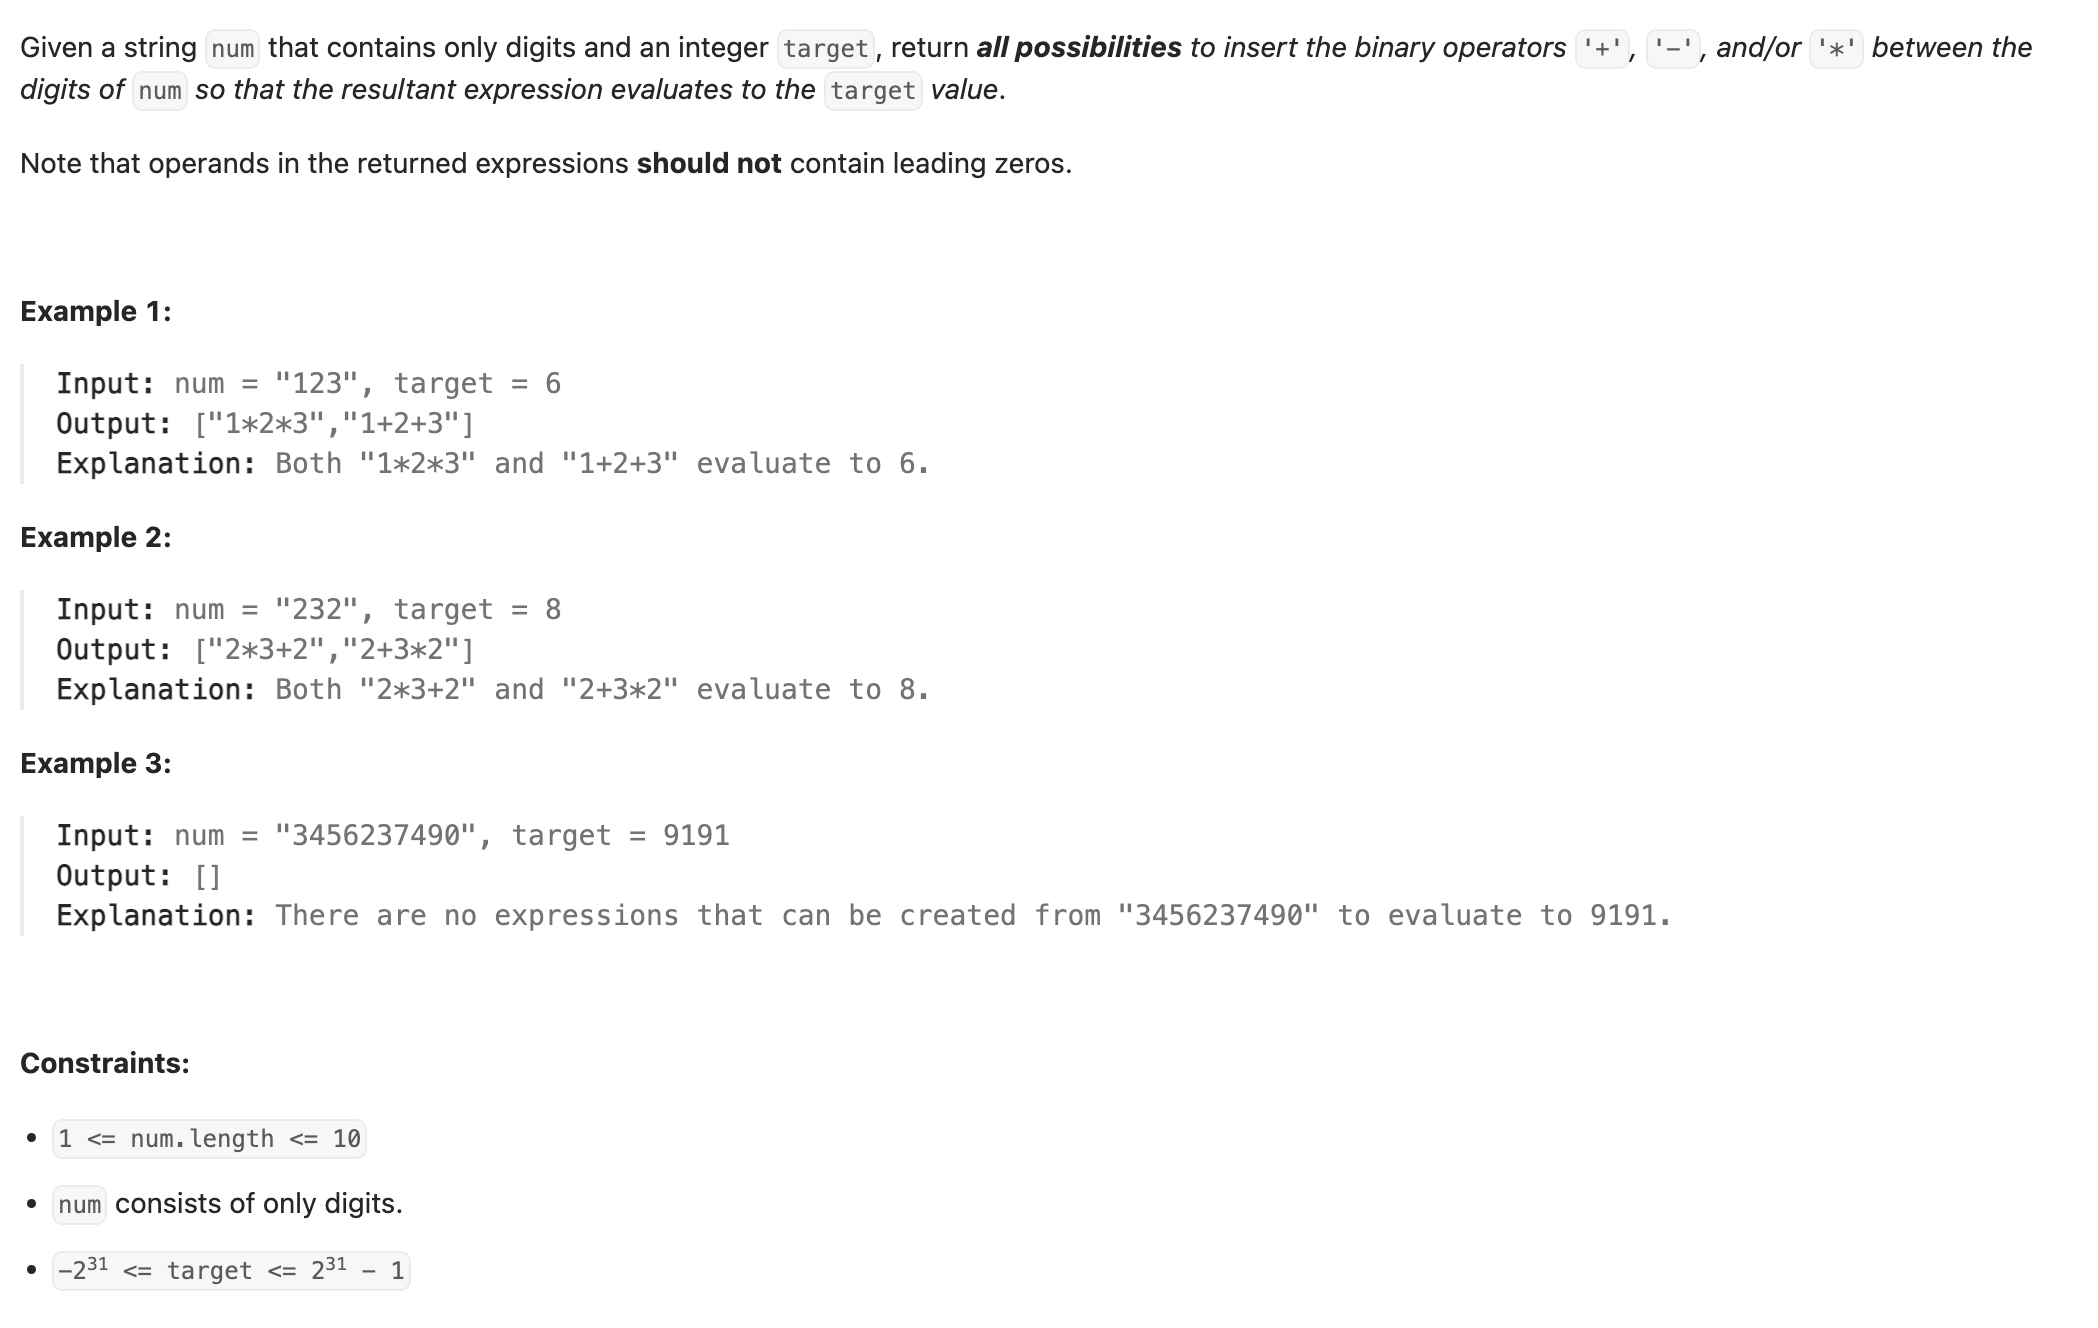 Given a string num that contains only digits and an integer target, return all possibilities to insert the binary operators '+', '-', and/or '*' between the
digits of num so that the resultant expression evaluates to the target value.
Note that operands in the returned expressions should not contain leading zeros.
Example 1:
Input: num = "123", target = 6
Output: ["1*2*3","1+2+3"]
Explanation: Both "1*2*3" and "1+2+3" evaluate to 6.
Example 2:
Input: num = "232", target = 8
Output: ["2*3+2","2+3*2"]
Explanation: Both "2*3+2" and "2+3*2" evaluate to 8.
Example 3:
Input: num = "3456237490", target = 9191
Output: []
Explanation: There are no expressions that can be created from "3456237490" to evaluate to 9191.
Constraints:
• 1 <= num.length <= 10
• num consists of only digits.
• -2³¹ <= target <= 2³¹ - 1